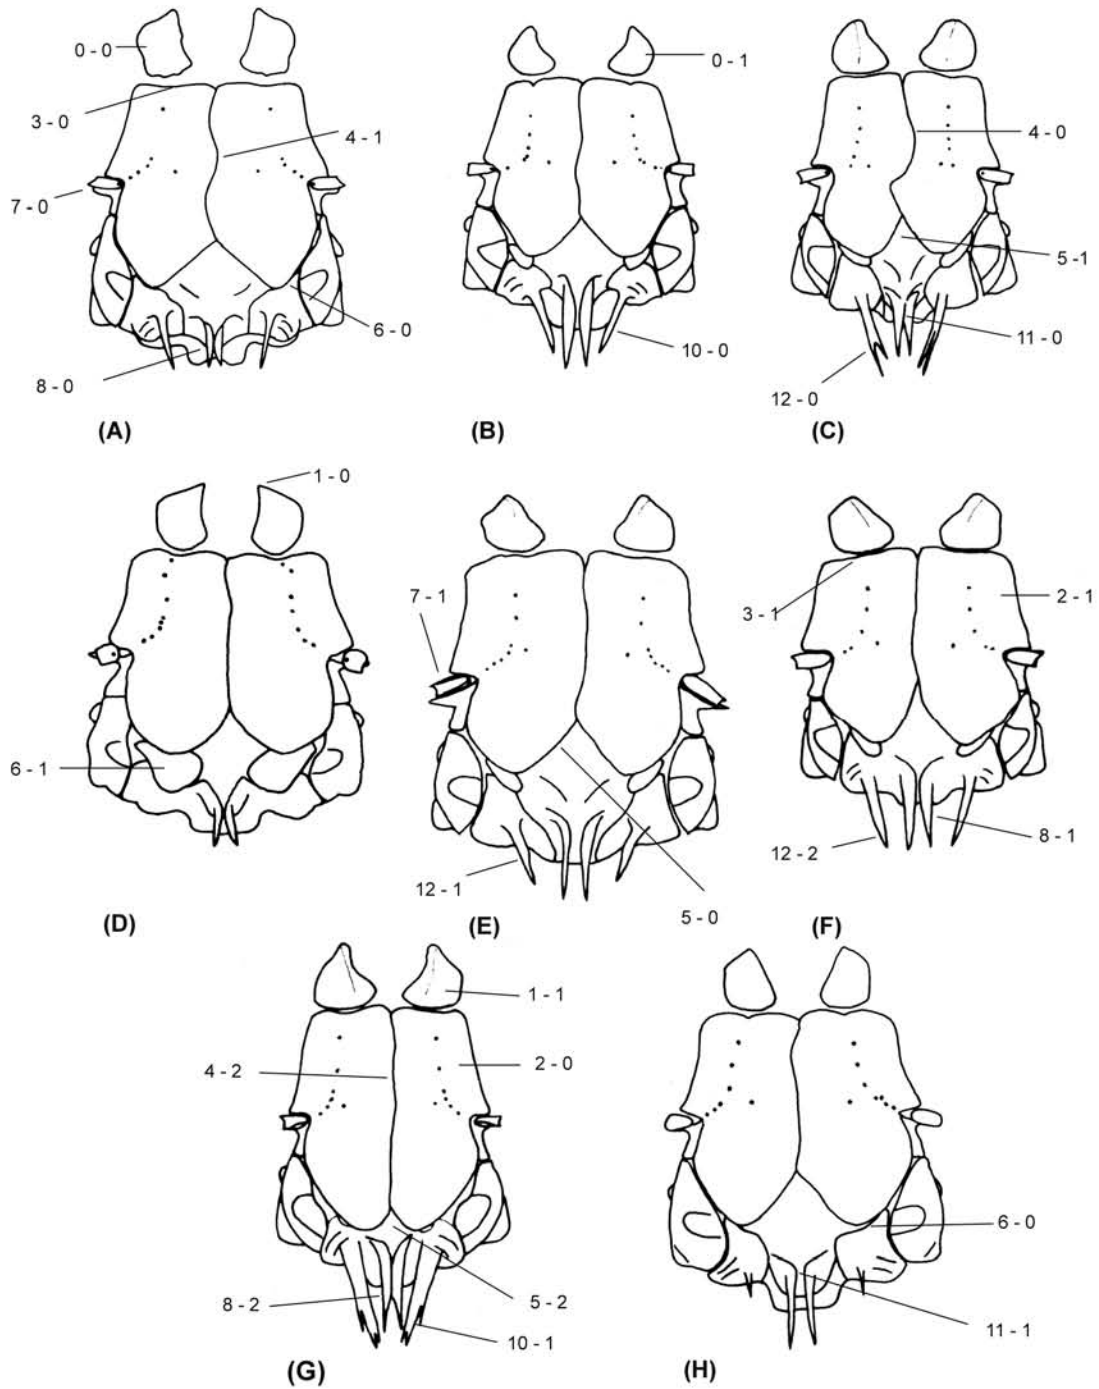 0 - 0
3 - 0
4 - 1
7 - 0
6 - 0
8 - 0
(A)
0 - 1
10 - 0
(B)
4 - 0
5 - 1
11 - 0
12 - 0
(C)
1 - 0
6 - 1
(D)
7 - 1
12 - 1
5 - 0
(E)
3 - 1
2 - 1
8 - 1
12 - 2
(F)
1 - 1
4 - 2
2 - 0
8 - 2
5 - 2
10 - 1
(G)
6 - 0
11 - 1
(H)